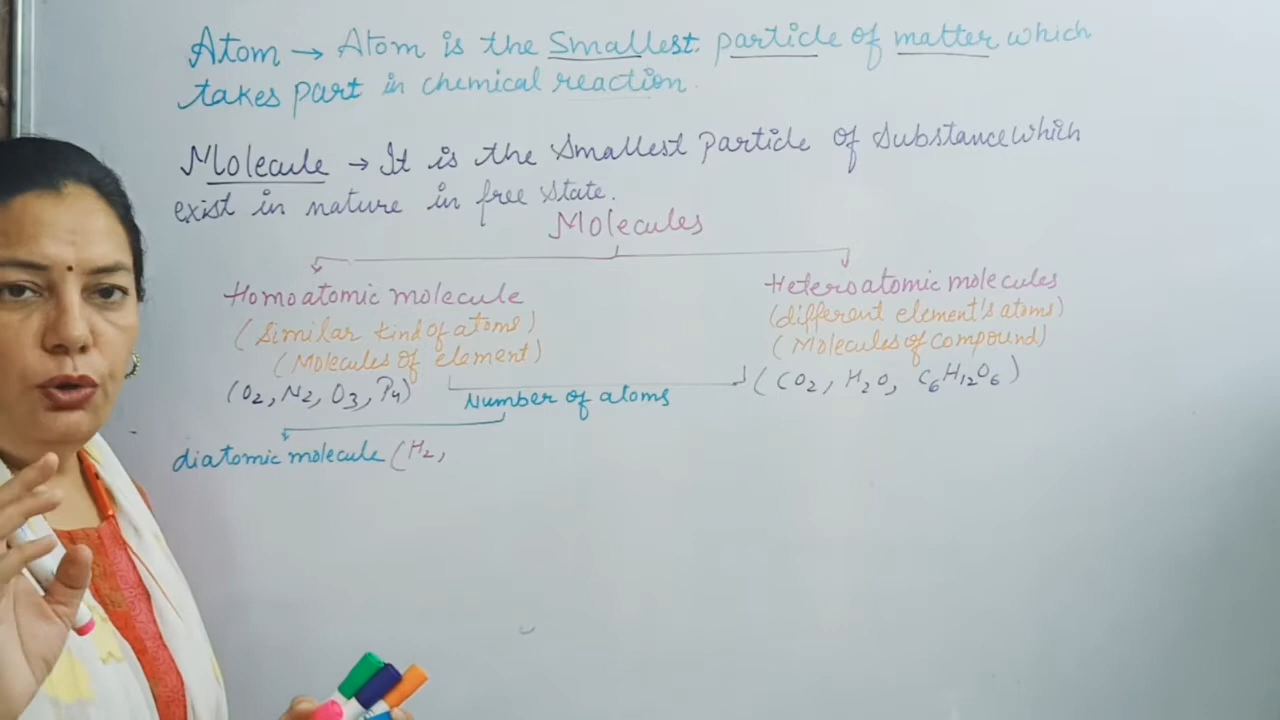 Atom → Atom is the Smallest particle of matter which
takes part in chemical reaction.
Molecule → It is the Smallest Particle of Substance which
exist in nature in free State.
Molecules
Homoatomic molecule
(Similar kind of atoms)
(Molecules of element)
(O2, N2, O3, P4)
Heteroatomic molecules
(different element's atoms)
(Molecules of compound)
(CO2, H2O, C6H12O6)
Number of atoms
diatomic molecule (H2,